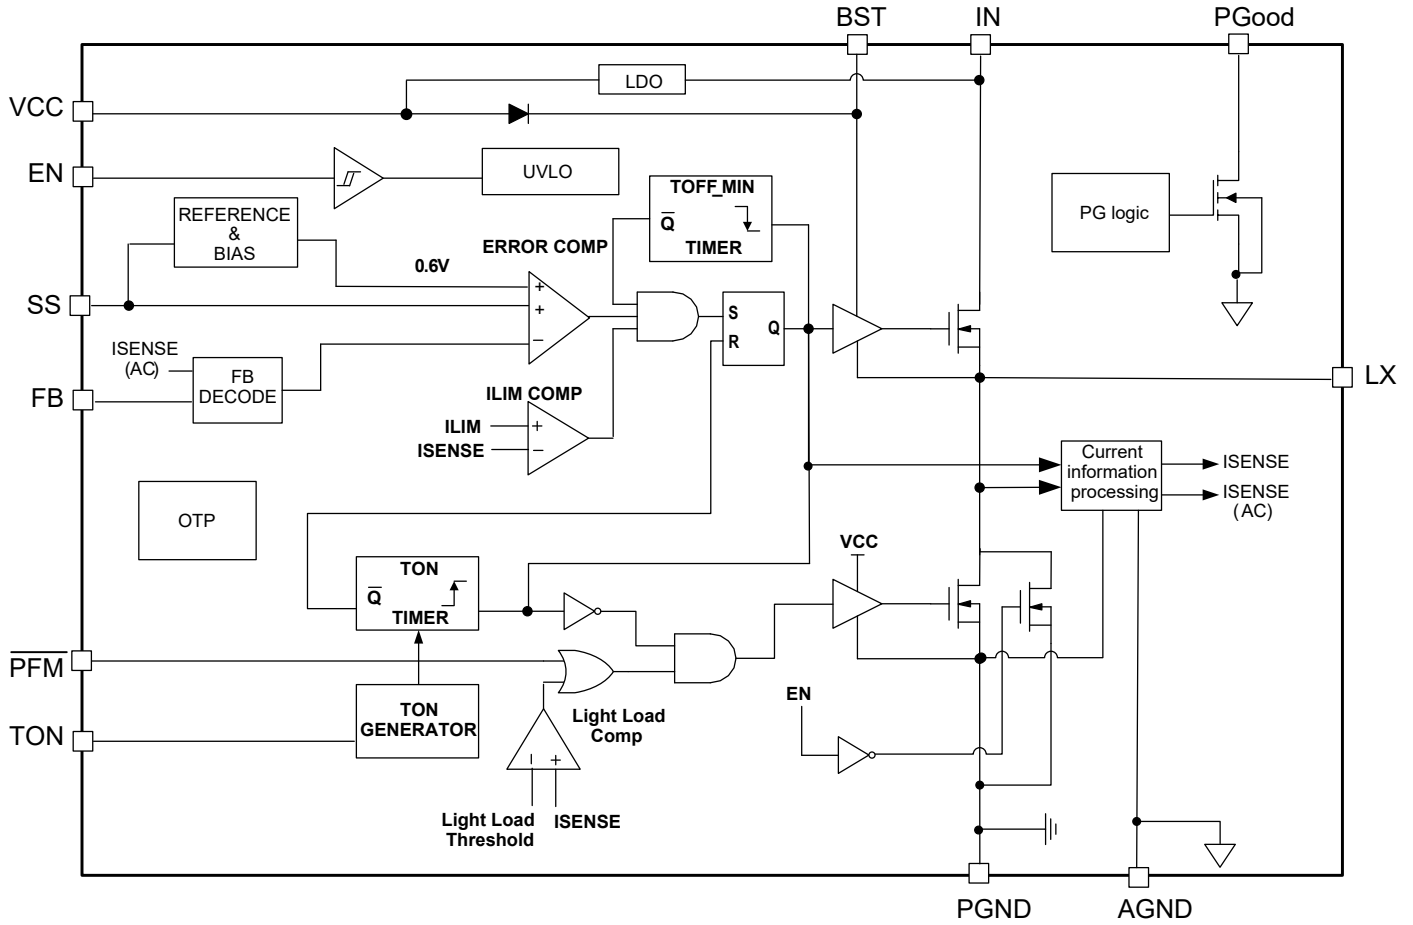 BST
IN
PGood
VCC
LDO
EN
UVLO
TOFF_MIN
Q̅
TIMER
REFERENCE
&
BIAS
PG logic
ERROR COMP
0.6V
+
+
−
SS
S
R
Q
ISENSE
(AC)
FB
DECODE
FB
LX
ILIM COMP
ILIM
+
ISENSE
−
Current
information
processing
ISENSE
ISENSE
(AC)
OTP
VCC
TON
Q̅
TIMER
P̅F̅M̅
TON
GENERATOR
TON
Light Load
Comp
EN
− +
Light Load
Threshold
ISENSE
PGND
AGND